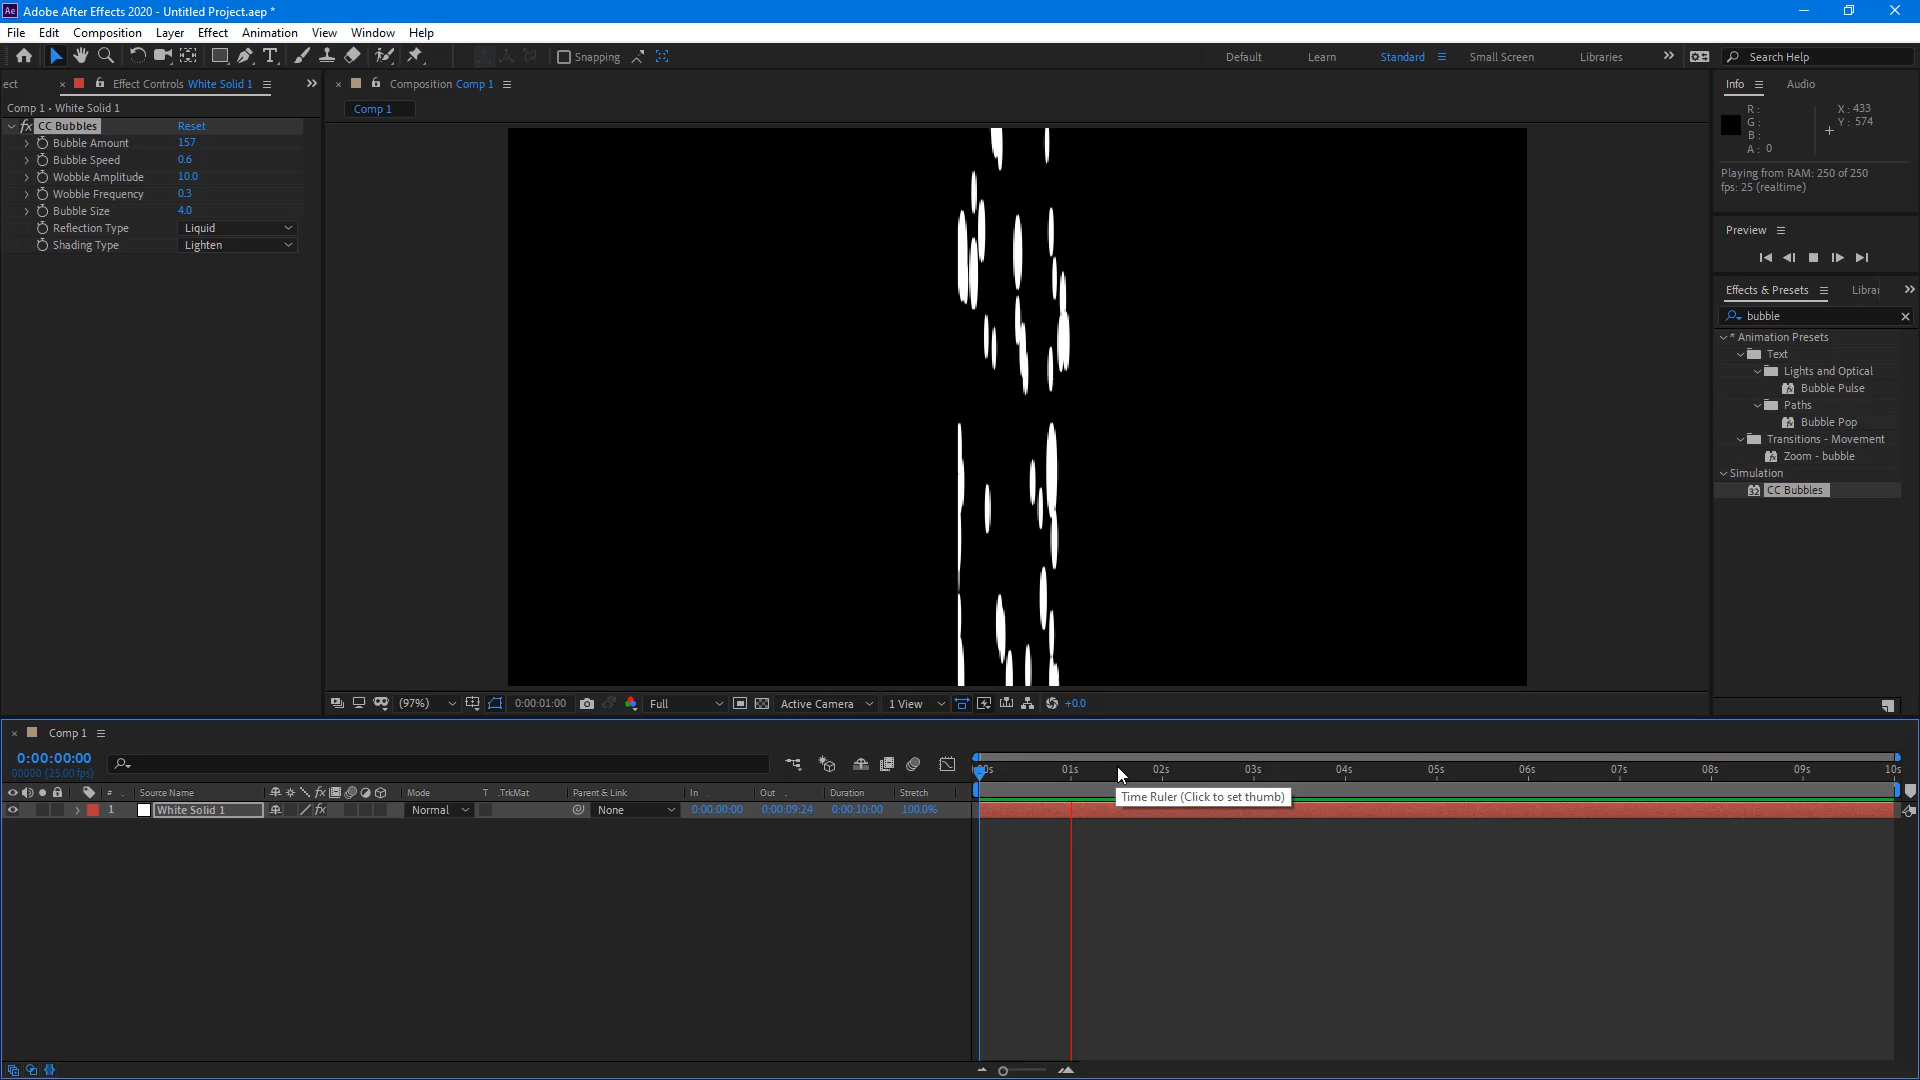 Ae Adobe After Effects 2020 - Untitled Project.aep *
File Edit Composition Layer Effect Animation View Window Help
Snapping Default Learn Standard Small Screen Libraries Search Help
ect Effect Controls White Solid 1
Comp 1 • White Solid 1
fx CC Bubbles Reset
Bubble Amount 157
Bubble Speed 0.6
Wobble Amplitude 10.0
Wobble Frequency 0.3
Bubble Size 4.0
Reflection Type Liquid
Shading Type Lighten
Composition Comp 1
Comp 1
Info Audio
R :
G :
B :
A : 0
X : 433
Y : 574
Playing from RAM: 250 of 250
fps: 25 (realtime)
Preview
Effects & Presets Librar
bubble
* Animation Presets
Text
Lights and Optical
Bubble Pulse
Paths
Bubble Pop
Transitions - Movement
Zoom - bubble
Simulation
32 CC Bubbles
(97%) 0:00:01:00 Full Active Camera 1 View +0.0
Comp 1
0:00:00:00
00000 (25.00 fps)
00s 01s 02s 03s 04s 05s 06s 07s 08s 09s 10s
# Source Name fx Mode T .TrkMat Parent & Link In Out Duration Stretch
1 White Solid 1 fx Normal None 0:00:00:00 0:00:09:24 0:00:10:00 100.0%
Time Ruler (Click to set thumb)